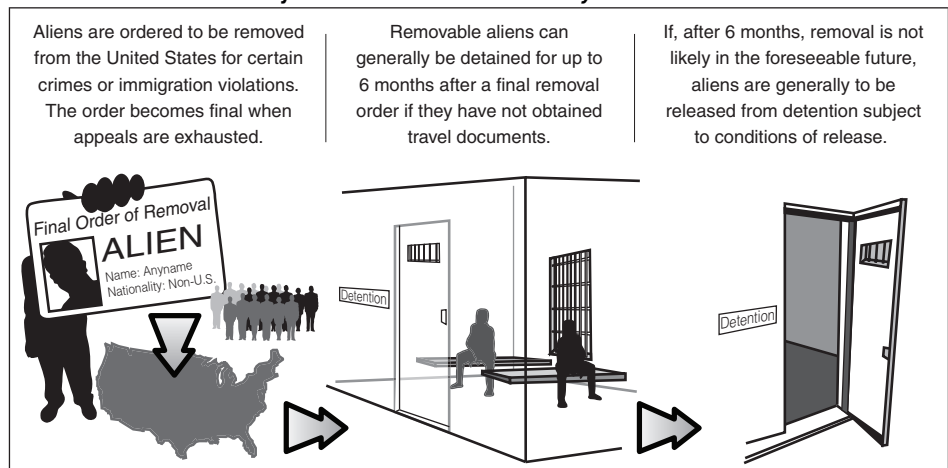 Aliens are ordered to be removed
from the United States for certain
crimes or immigration violations.
The order becomes final when
appeals are exhausted.
Removable aliens can
generally be detained for up to
6 months after a final removal
order if they have not obtained
travel documents.
If, after 6 months, removal is not
likely in the foreseeable future,
aliens are generally to be
released from detention subject
to conditions of release.
Final Order of Removal
ALIEN
Name: Anyname
Nationality: Non-U.S.
Detention
Detention